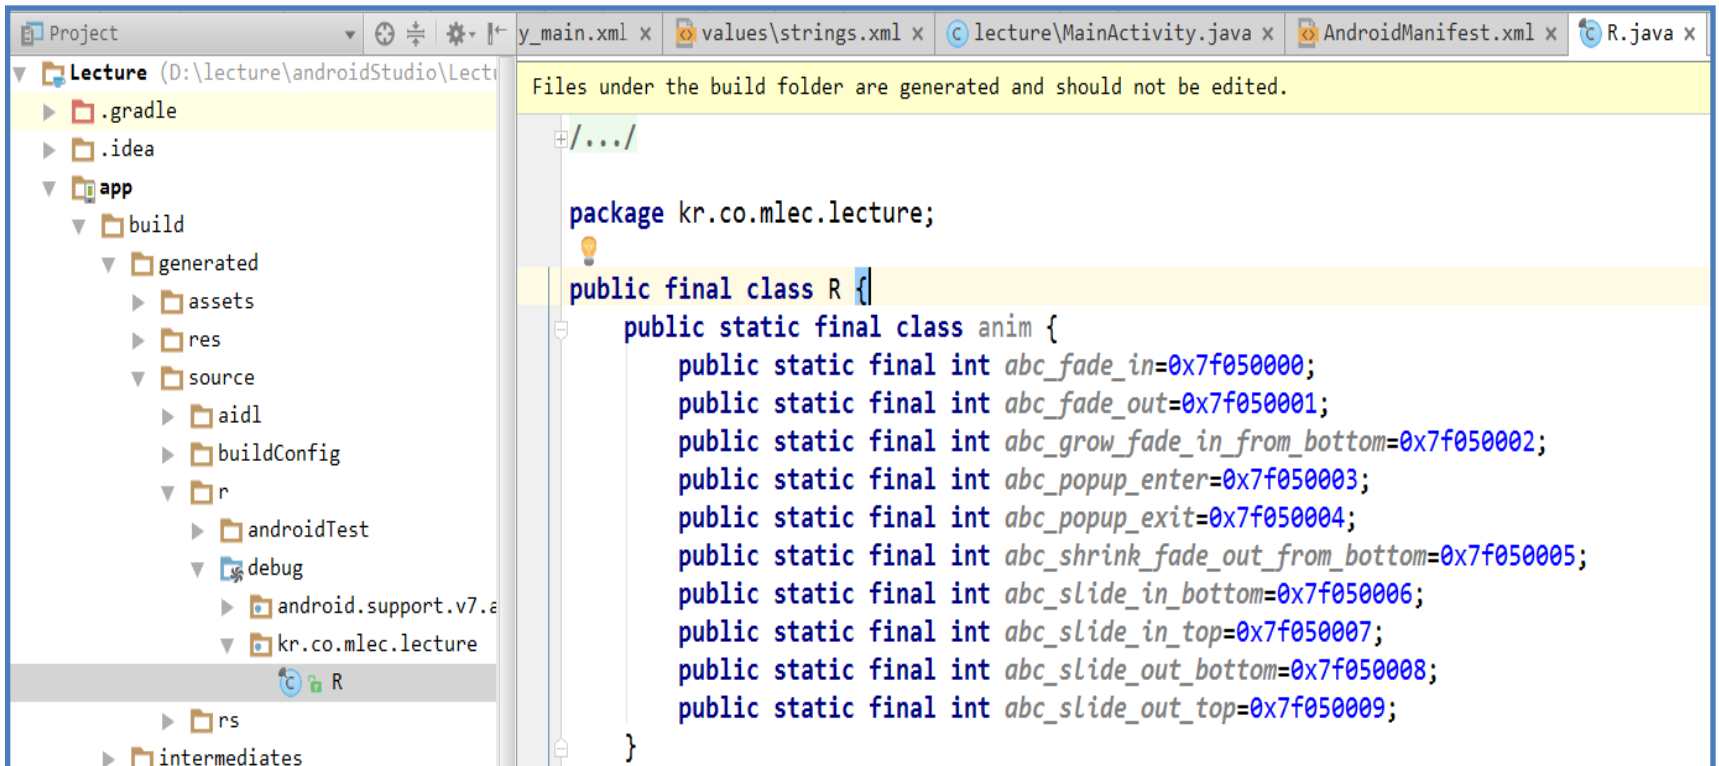 Project
y_main.xml
values\strings.xml
lecture\MainActivity.java
AndroidManifest.xml
R.java
Lecture (D:\lecture\androidStudio\Lect
.gradle
.idea
app
build
generated
assets
res
source
aidl
buildConfig
r
androidTest
debug
android.support.v7.a
kr.co.mlec.lecture
R
rs
intermediates
Files under the build folder are generated and should not be edited.
/.../
package kr.co.mlec.lecture;
public final class R {
public static final class anim {
public static final int abc_fade_in=0x7f050000;
public static final int abc_fade_out=0x7f050001;
public static final int abc_grow_fade_in_from_bottom=0x7f050002;
public static final int abc_popup_enter=0x7f050003;
public static final int abc_popup_exit=0x7f050004;
public static final int abc_shrink_fade_out_from_bottom=0x7f050005;
public static final int abc_slide_in_bottom=0x7f050006;
public static final int abc_slide_in_top=0x7f050007;
public static final int abc_slide_out_bottom=0x7f050008;
public static final int abc_slide_out_top=0x7f050009;
}